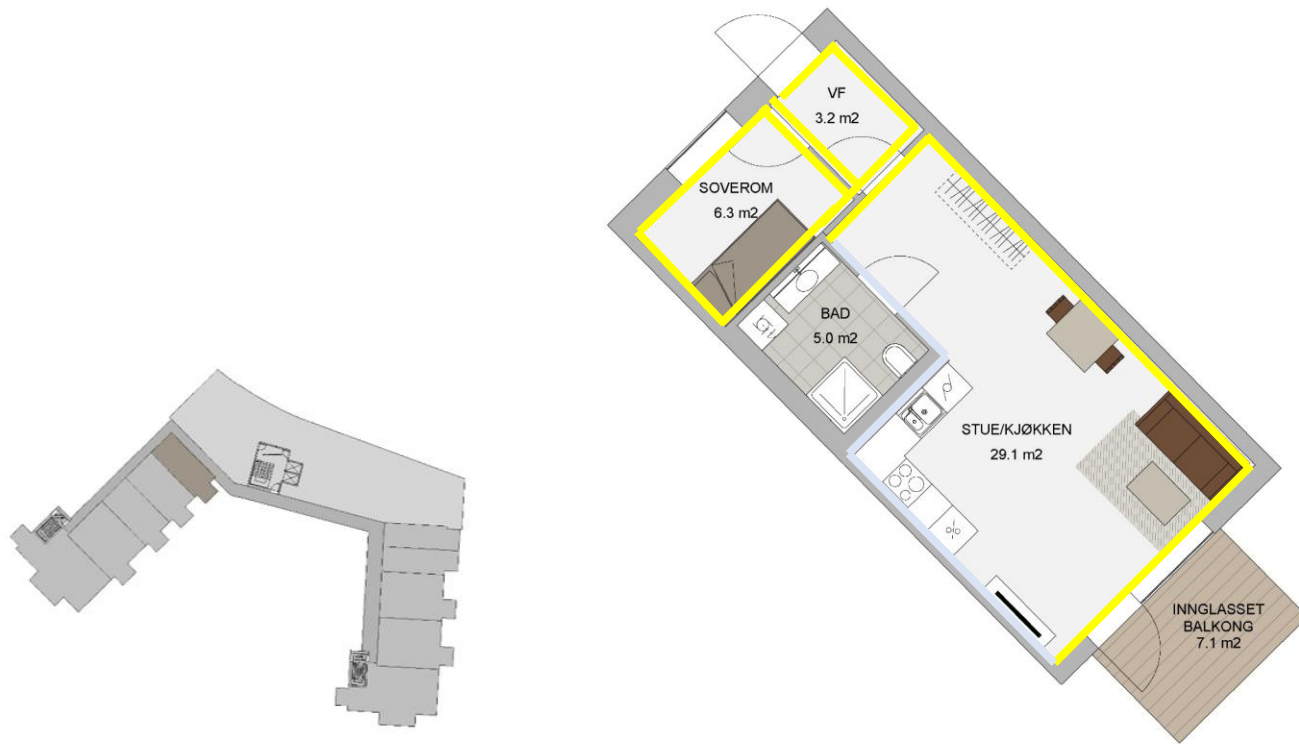 VF
3.2 m2
SOVEROM
6.3 m2
BAD
5.0 m2
STUE/KJØKKEN
29.1 m2
INNGLASSET
BALKONG
7.1 m2